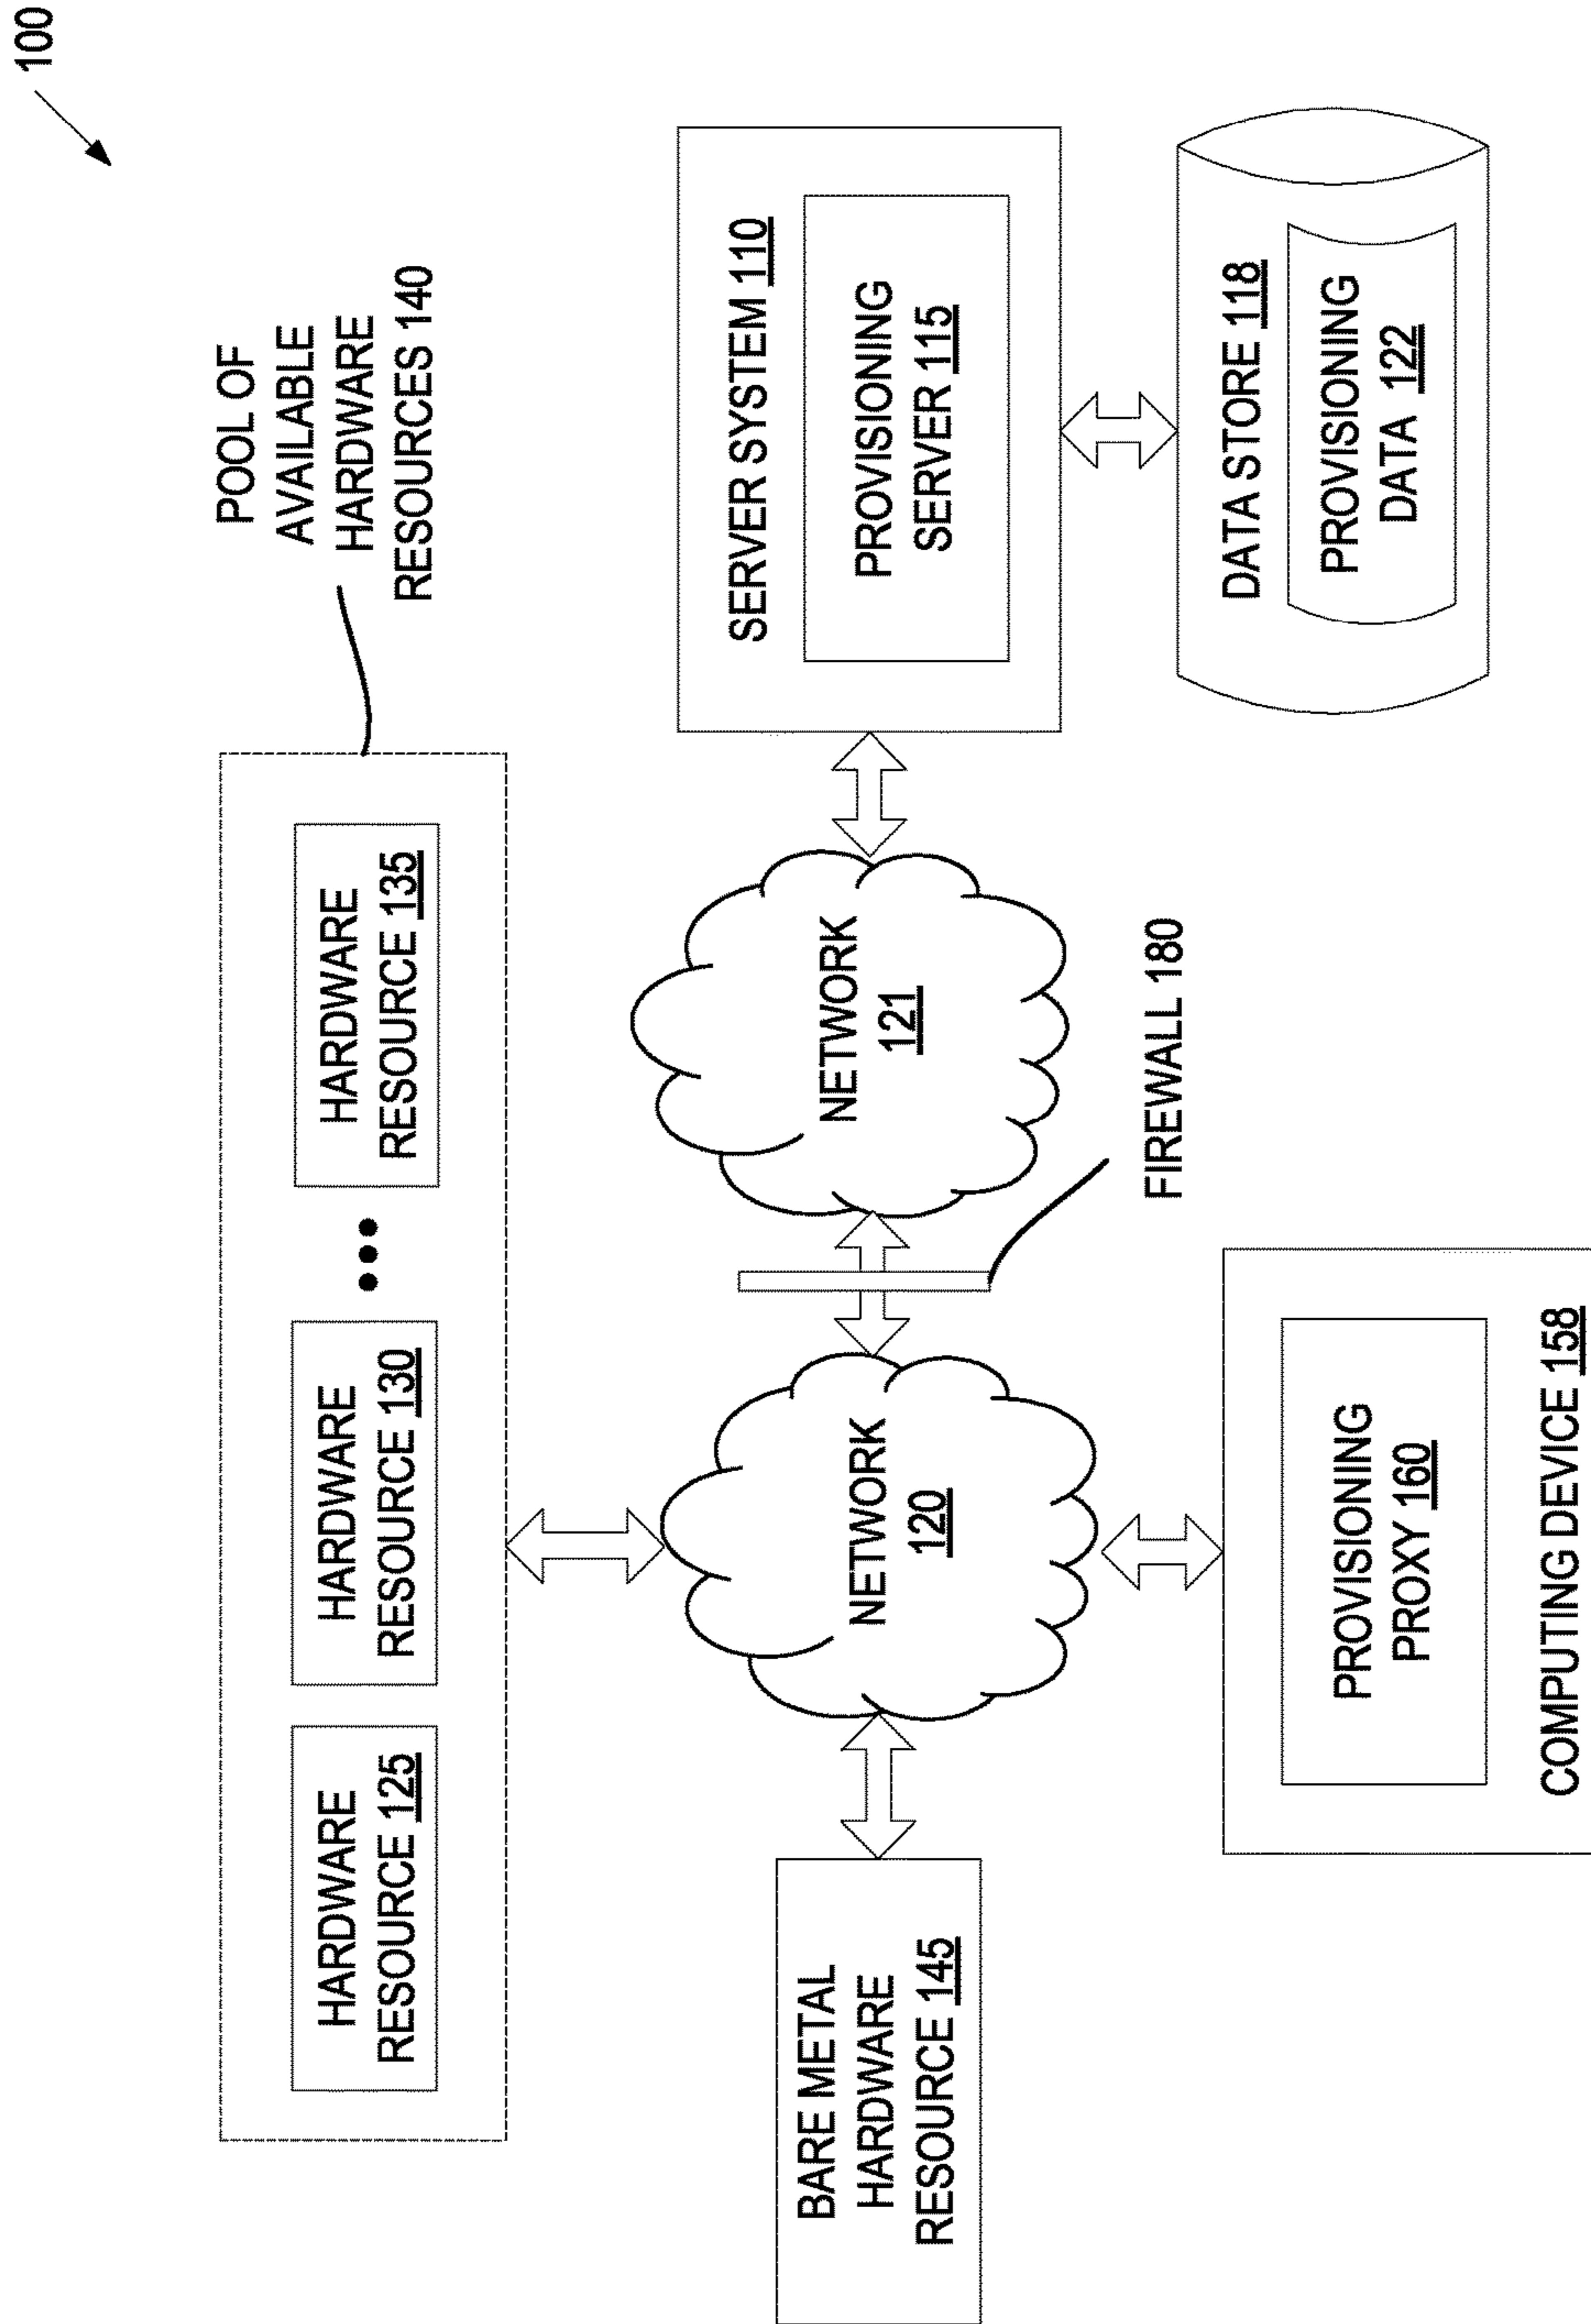 100
POOL OF
AVAILABLE
HARDWARE
RESOURCES 140
HARDWARE
RESOURCE 125
HARDWARE
RESOURCE 130
HARDWARE
RESOURCE 135
BARE METAL
HARDWARE
RESOURCE 145
NETWORK
120
NETWORK
121
SERVER SYSTEM 110
PROVISIONING
SERVER 115
FIREWALL 180
DATA STORE 118
PROVISIONING
DATA 122
PROVISIONING
PROXY 160
COMPUTING DEVICE 158